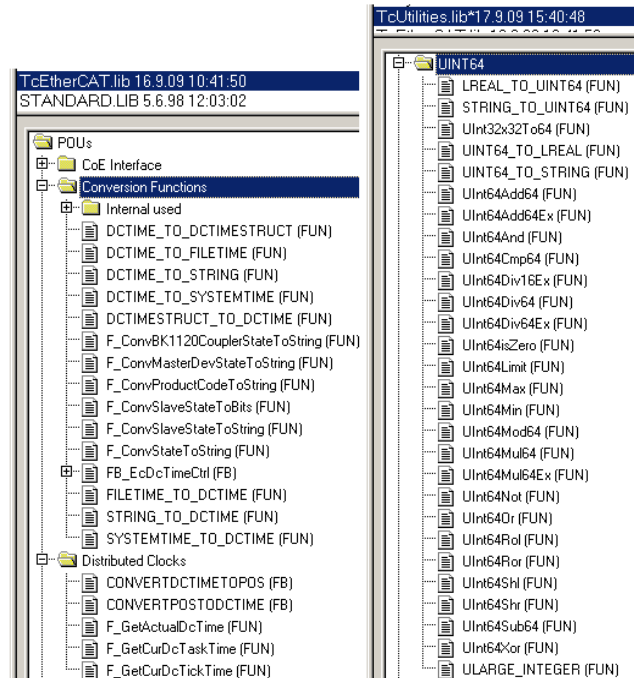 TcEtherCAT.lib 16.9.09 10:41:50
STANDARD.LIB 5.6.98 12:03:02
POUs
CoE Interface
Conversion Functions
Internal used
DCTIME_TO_DCTIMESTRUCT (FUN)
DCTIME_TO_FILETIME (FUN)
DCTIME_TO_STRING (FUN)
DCTIME_TO_SYSTEMTIME (FUN)
DCTIMESTRUCT_TO_DCTIME (FUN)
F_ConvBK1120CouplerStateToString (FUN)
F_ConvMasterDevStateToString (FUN)
F_ConvProductCodeToString (FUN)
F_ConvSlaveStateToBits (FUN)
F_ConvSlaveStateToString (FUN)
F_ConvStateToString (FUN)
FB_EcDcTimeCtrl (FB)
FILETIME_TO_DCTIME (FUN)
STRING_TO_DCTIME (FUN)
SYSTEMTIME_TO_DCTIME (FUN)
Distributed Clocks
CONVERTDCTIMETOPOS (FB)
CONVERTPOSTODCTIME (FB)
F_GetActualDcTime (FUN)
F_GetCurDcTaskTime (FUN)
F_GetCurDcTickTime (FUN)
TcUtilities.lib*17.9.09 15:40:48
UINT64
LREAL_TO_UINT64 (FUN)
STRING_TO_UINT64 (FUN)
UInt32x32To64 (FUN)
UINT64_TO_LREAL (FUN)
UINT64_TO_STRING (FUN)
UInt64Add64 (FUN)
UInt64Add64Ex (FUN)
UInt64And (FUN)
UInt64Cmp64 (FUN)
UInt64Div16Ex (FUN)
UInt64Div64 (FUN)
UInt64Div64Ex (FUN)
UInt64isZero (FUN)
UInt64Limit (FUN)
UInt64Max (FUN)
UInt64Min (FUN)
UInt64Mod64 (FUN)
UInt64Mul64 (FUN)
UInt64Mul64Ex (FUN)
UInt64Not (FUN)
UInt64Or (FUN)
UInt64Rol (FUN)
UInt64Ror (FUN)
UInt64Shl (FUN)
UInt64Shr (FUN)
UInt64Sub64 (FUN)
UInt64Xor (FUN)
ULARGE_INTEGER (FUN)